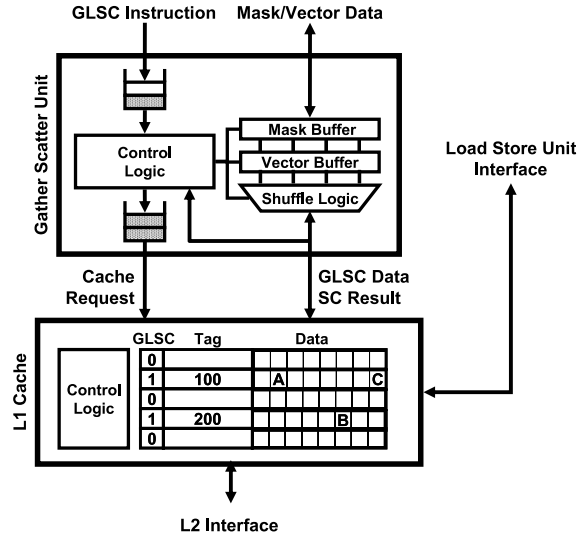 GLSC Instruction
Mask/Vector Data
Gather Scatter Unit
Control
Logic
Mask Buffer
Vector Buffer
Shuffle Logic
Load Store Unit
Interface
Cache
Request
GLSC Data
SC Result
L1 Cache
Control
Logic
GLSC Tag Data
0
1 100 A C
0
1 200 B
0
L2 Interface